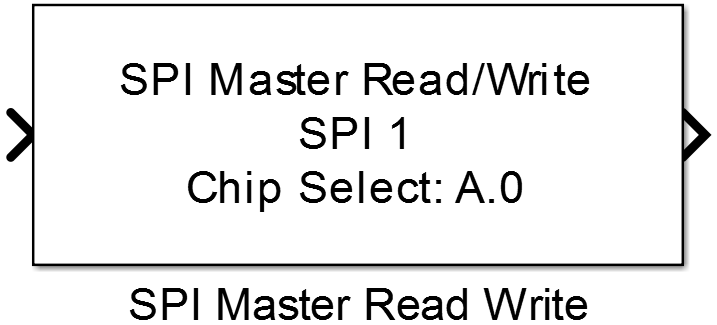 SPI Master Read/Write
SPI 1
Chip Select: A.0
SPI Master Read Write